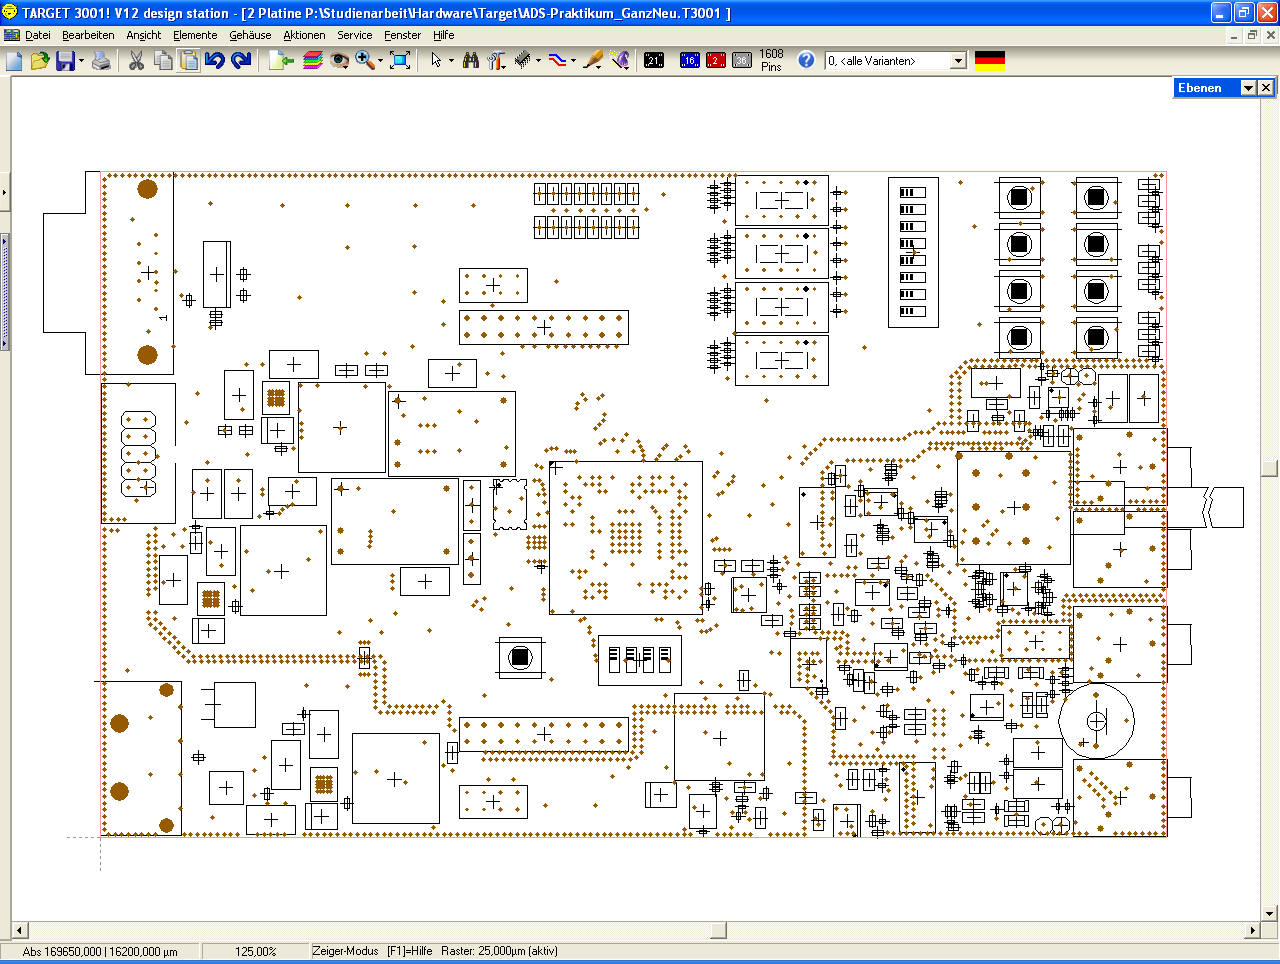 TARGET 3001! V12 design station - [2 Platine P:\Studienarbeit\Hardware\Target\ADS-Praktikum_GanzNeu.T3001 ]
Datei Bearbeiten Ansicht Elemente Gehäuse Aktionen Service Fenster Hilfe
21 16 2 36 1608 Pins 0, <alle Varianten>
Ebenen
1
Abs 169650,000 | 16200,000 µm 125,00% Zeiger-Modus [F1]=Hilfe Raster: 25,000µm (aktiv)